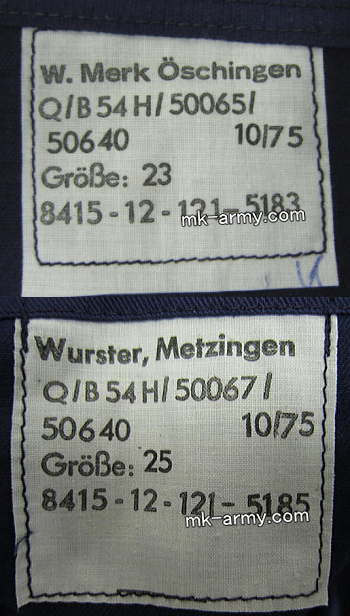 W. Merk Öschingen
Q/B 54 H/50065/
50640 10/75
Größe: 23
8415-12-121-5183
mk-army.com
Wurster, Metzingen
Q/B 54 H/50067/
50640 10/75
Größe: 25
8415-12-121-5185
mk-army.com